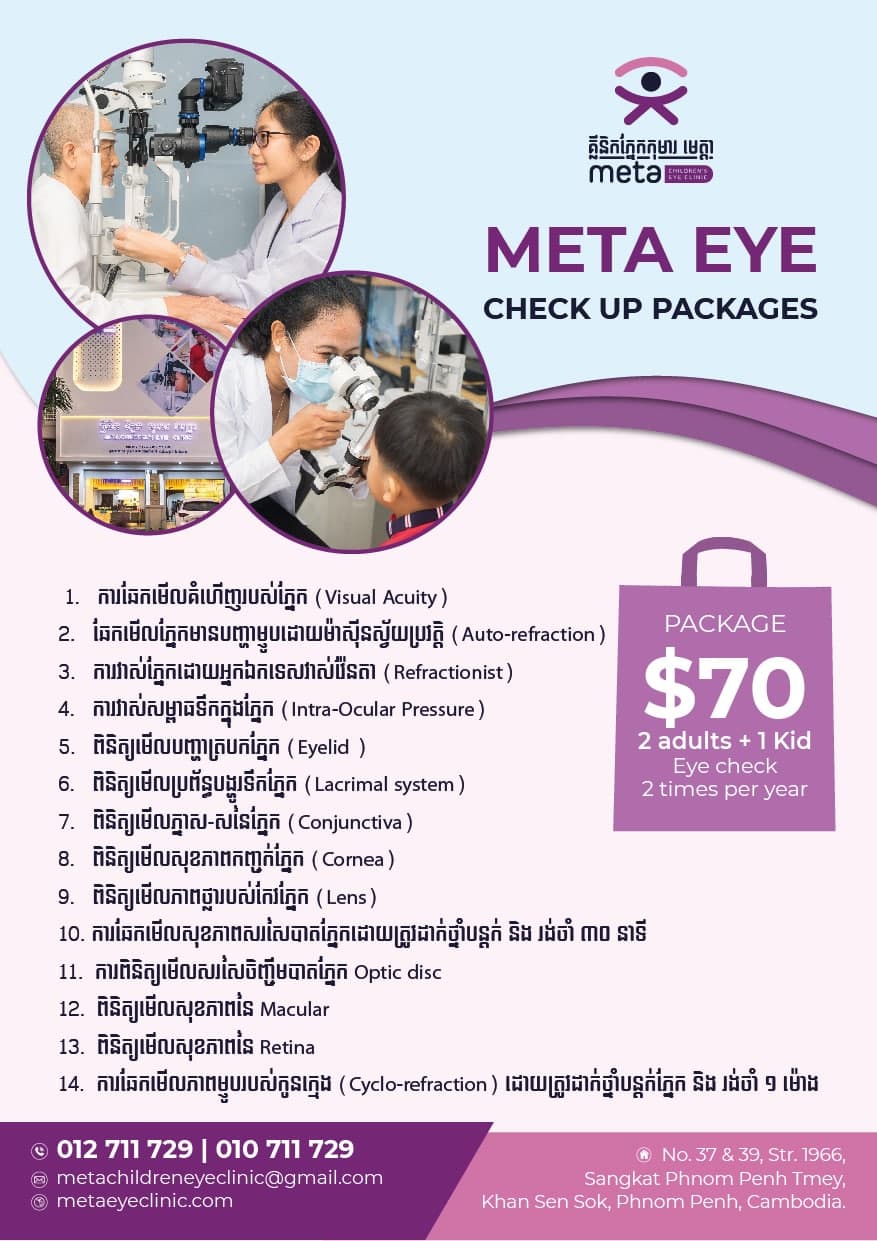 គ្លីនិកភ្នែកកុមារ មេត្តា
meta CHILDREN'S EYE CLINIC
META EYE
CHECK UP PACKAGES
1. ការឆែកមើលគំហើញរបស់ភ្នែក ( Visual Acuity )
2. ឆែកមើលភ្នែកមានបញ្ហាម្ញូបដោយម៉ាស៊ីនស្វ័យប្រវត្តិ ( Auto-refraction )
3. ការវាស់ភ្នែកដោយអ្នកឯកទេសវាស់វ៉ែនតា ( Refractionist )
4. ការវាស់សម្ពាធទឹកក្នុងភ្នែក ( Intra-Ocular Pressure )
5. ពិនិត្យមើលបញ្ហាត្របកភ្នែក ( Eyelid )
6. ពិនិត្យមើលប្រព័ន្ធបង្ហូរទឹកភ្នែក ( Lacrimal system )
7. ពិនិត្យមើលភ្នាស-សនៃភ្នែក ( Conjunctiva )
8. ពិនិត្យមើលសុខភាពកញ្ចក់ភ្នែក ( Cornea )
9. ពិនិត្យមើលភាពថ្លារបស់កែវភ្នែក ( Lens )
10. ការឆែកមើលសុខភាពសរសៃបាតភ្នែកដោយត្រូវដាក់ថ្នាំបន្តក់ និង រង់ចាំ ៣០ នាទី
11. ការពិនិត្យមើលសរសៃចិញ្ចឹមបាតភ្នែក Optic disc
12. ពិនិត្យមើលសុខភាពនៃ Macular
13. ពិនិត្យមើលសុខភាពនៃ Retina
14. ការឆែកមើលភាពម្ញូបរបស់កូនក្មេង ( Cyclo-refraction ) ដោយត្រូវដាក់ថ្នាំបន្តក់ភ្នែក និង រង់ចាំ ១ ម៉ោង
PACKAGE
$70
2 adults + 1 Kid
Eye check
2 times per year
012 711 729 | 010 711 729
metachildreneyeclinic@gmail.com
metaeyeclinic.com
No. 37 & 39, Str. 1966,
Sangkat Phnom Penh Tmey,
Khan Sen Sok, Phnom Penh, Cambodia.